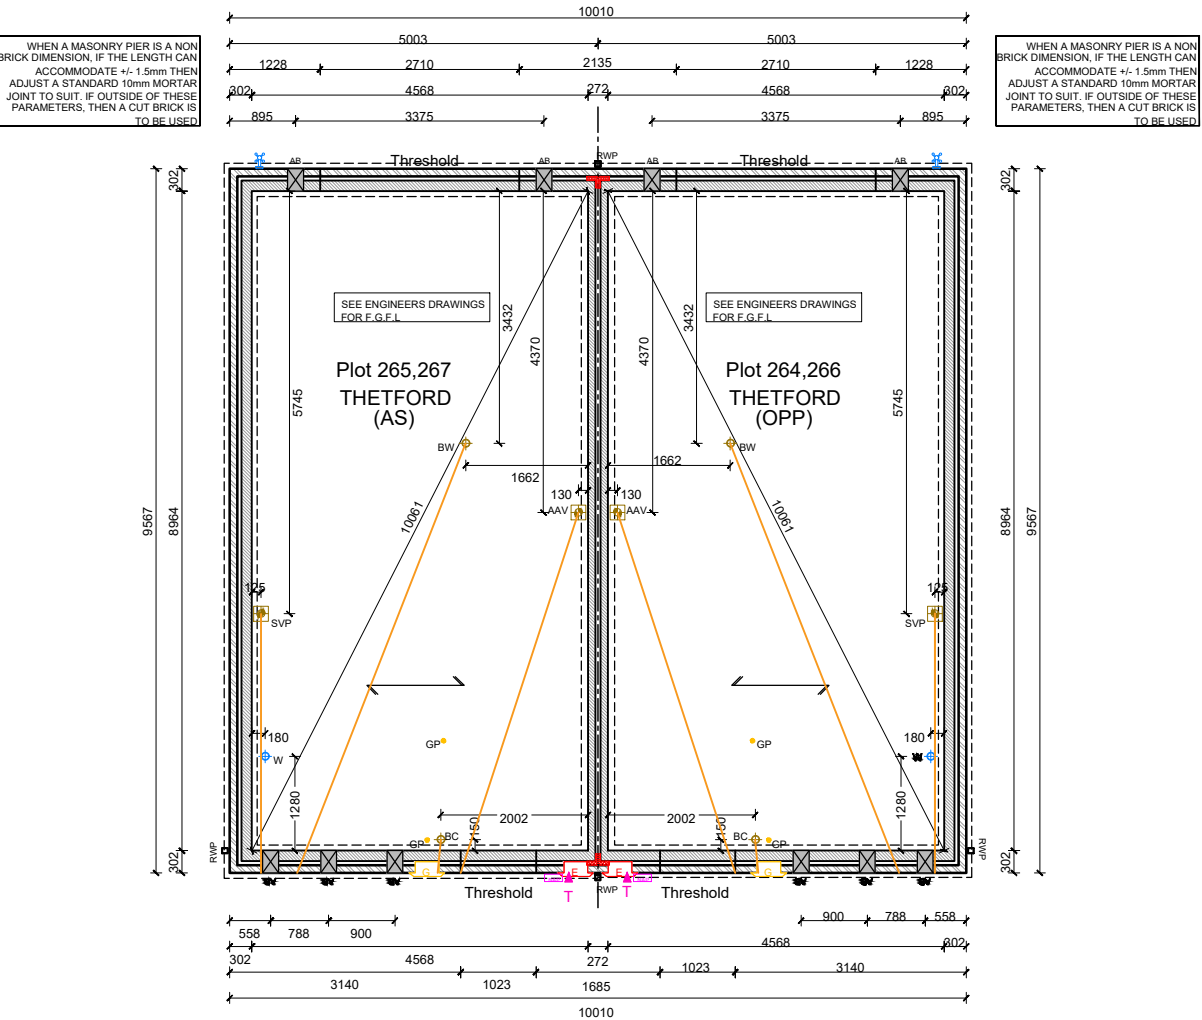 10010
5003 5003
1228 2710 2135 2710 1228
302 4568 272 4568 302
895 3375 3375 895
WHEN A MASONRY PIER IS A NON
BRICK DIMENSION, IF THE LENGTH CAN
ACCOMMODATE +/- 1.5mm THEN
ADJUST A STANDARD 10mm MORTAR
JOINT TO SUIT. IF OUTSIDE OF THESE
PARAMETERS, THEN A CUT BRICK IS
TO BE USED
WHEN A MASONRY PIER IS A NON
BRICK DIMENSION, IF THE LENGTH CAN
ACCOMMODATE +/- 1.5mm THEN
ADJUST A STANDARD 10mm MORTAR
JOINT TO SUIT. IF OUTSIDE OF THESE
PARAMETERS, THEN A CUT BRICK IS
TO BE USED
AB Threshold AB RWP AB Threshold AB
302 302
SEE ENGINEERS DRAWINGS
FOR F.G.F.L
SEE ENGINEERS DRAWINGS
FOR F.G.F.L
3432 3432
4370 4370
Plot 265,267
THETFORD
(AS)
Plot 264,266
THETFORD
(OPP)
5745 5745
BW BW
1662 1662
130 130
AAV AAV
10061 10061
9567 8964 8964 9567
125 125
SVP SVP
180 180
GP GP
W W
1280 1280
2002 2002
150 150
GP BC BC GP
RWP RWP
302 302
G E E G
T T
Threshold RWP Threshold
558 788 900 900 788 558
302 4568 272 4568 302
3140 1023 1685 1023 3140
10010